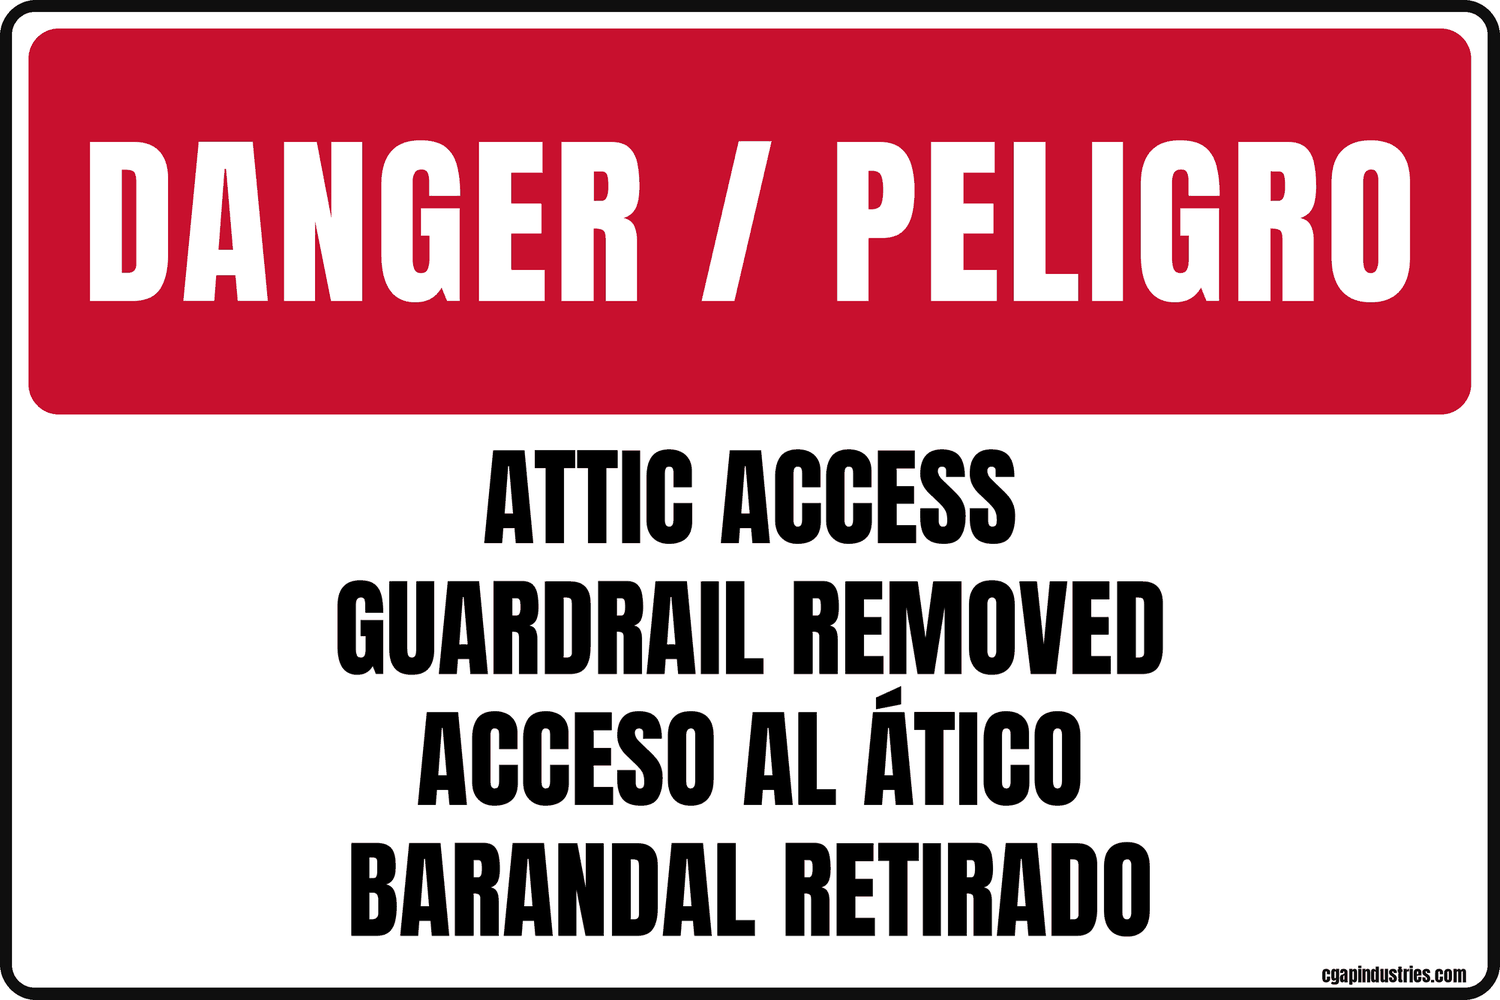 DANGER / PELIGRO
ATTIC ACCESS
GUARDRAIL REMOVED
ACCESO AL ÁTICO
BARANDAL RETIRADO
cgapindustries.com